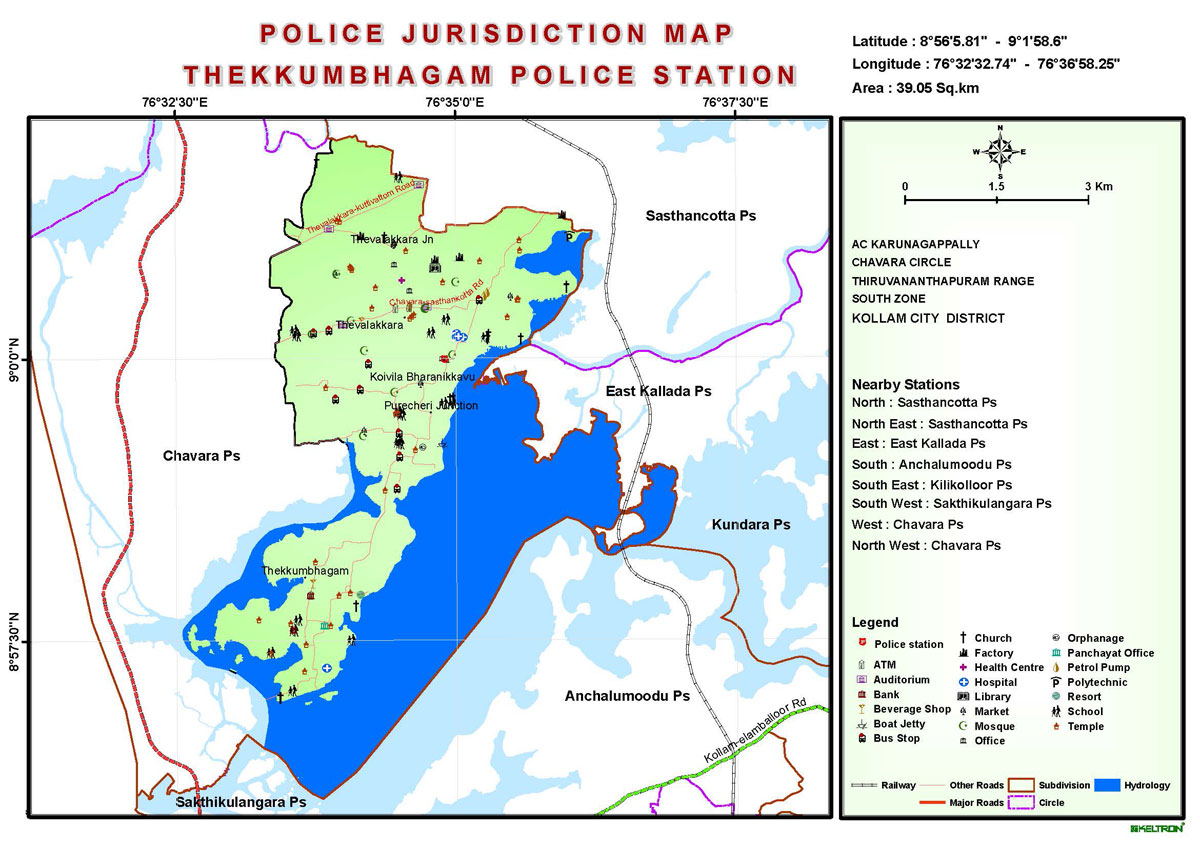 POLICE JURISDICTION MAP
THEKKUMBHAGAM POLICE STATION
Latitude : 8°56'5.81" - 9°1'58.6"
Longitude : 76°32'32.74" - 76°36'58.25"
Area : 39.05 Sq.km
76°32'30"E
76°35'0"E
76°37'30"E
9°0'0"N
8°57'30"N
Thevalakkara-kuttivattom Road
Sasthancotta Ps
Thevalakkara Jn
Chavara-sasthankotta Rd
Thevalakkara
Koivila Bharanikkavu
East Kallada Ps
Purecheri Junction
Chavara Ps
Kundara Ps
Thekkumbhagam
Anchalumoodu Ps
Kollam-elamballoor Rd
Sakthikulangara Ps
N
W E
S
0 1.5 3 Km
AC KARUNAGAPPALLY
CHAVARA CIRCLE
THIRUVANANTHAPURAM RANGE
SOUTH ZONE
KOLLAM CITY DISTRICT
Nearby Stations
North : Sasthancotta Ps
North East : Sasthancotta Ps
East : East Kallada Ps
South : Anchalumoodu Ps
South East : Kilikolloor Ps
South West : Sakthikulangara Ps
West : Chavara Ps
North West : Chavara Ps
Legend
Police station
ATM
Auditorium
Bank
Beverage Shop
Boat Jetty
Bus Stop
Church
Factory
Health Centre
Hospital
Library
Market
Mosque
Office
Orphanage
Panchayat Office
Petrol Pump
Polytechnic
Resort
School
Temple
Railway
Other Roads
Subdivision
Hydrology
Major Roads
Circle
KELTRON